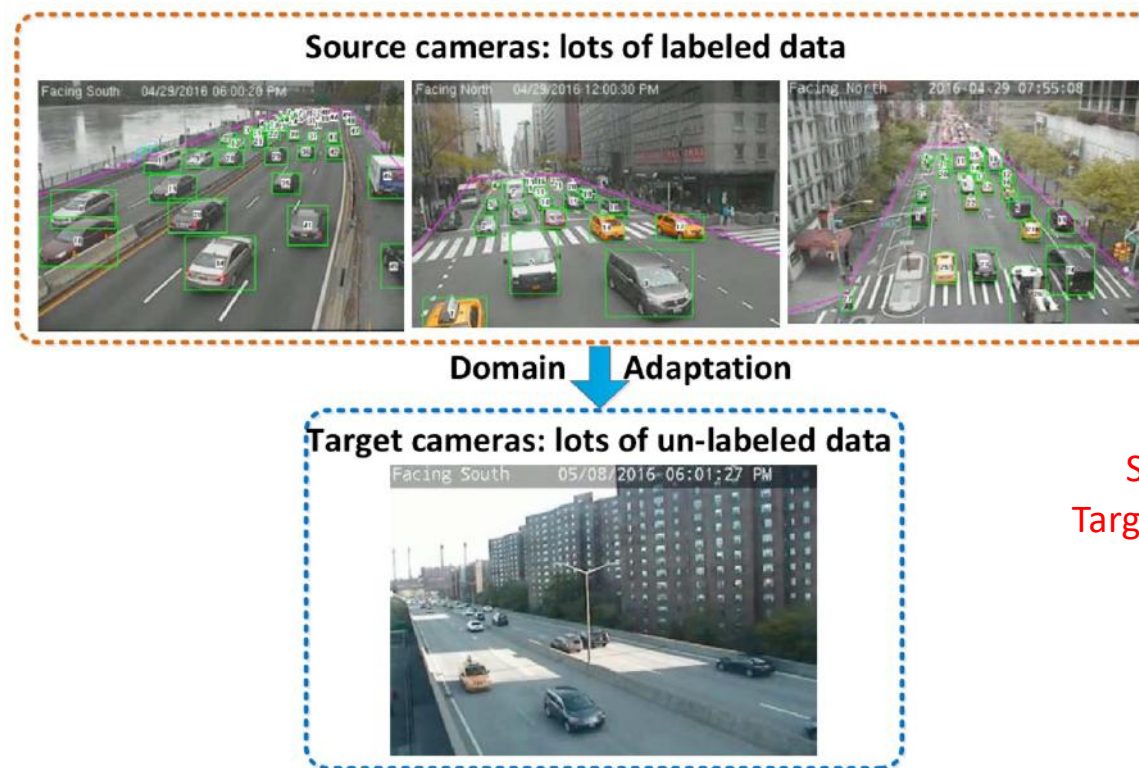 Source cameras: lots of labeled data
Facing South 04/29/2016 06:00:20 PM
Facing North 04/29/2016 12:00:30 PM
Facing North 2016-04-29 07:55:08
Domain Adaptation
Target cameras: lots of un-labeled data
Facing South 05/08/2016 06:01:27 PM
S
Targ